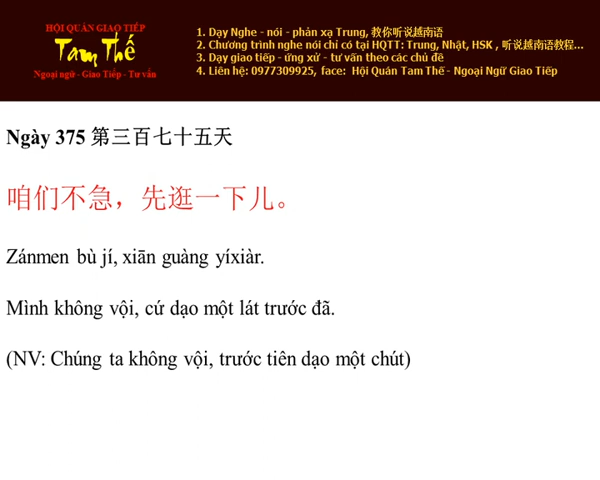 HỘI QUÁN GIAO TIẾP
Tam Thế
Ngoại ngữ - Giao Tiếp - Tư vấn
1. Dạy Nghe - nói - phản xạ Trung, 教你听说越南语
2. Chương trình nghe nói chỉ có tại HQTT: Trung, Nhật, HSK , 听说越南语教程...
3. Dạy giao tiếp - ứng xử - tư vấn theo các chủ đề
4. Liên hệ: 0977309925, face: Hội Quán Tam Thế - Ngoại Ngữ Giao Tiếp
Ngày 375 第三百七十五天
咱们不急，先逛一下儿。
Zánmen bù jí, xiān guàng yíxiàr.
Mình không vội, cứ dạo một lát trước đã.
(NV: Chúng ta không vội, trước tiên dạo một chút)